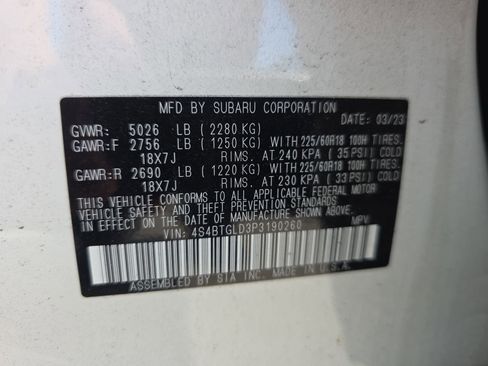 MFD BY SUBARU CORPORATION
DATE: 03/23
GVWR: 5026 LB ( 2280 KG)
GAWR:F 2756 LB ( 1250 KG) WITH 225/60R18 100H TIRES.
18X7J RIMS. AT 240 KPA ( 35 PSI) COLD
GAWR:R 2690 LB ( 1220 KG) WITH 225/60R18 100H TIRES.
18X7J RIMS. AT 230 KPA ( 33 PSI) COLD
THIS VEHICLE CONFORMS TO ALL APPLICABLE FEDERAL MOTOR
VEHICLE SAFETY AND THEFT PREVENTION STANDARDS
IN EFFECT ON THE DATE OF MANUFACTURE SHOWN ABOVE.
VIN: 4S4BTGLD3P3190260 MPV
ASSEMBLED BY SIA INC. MADE IN U.S.A.